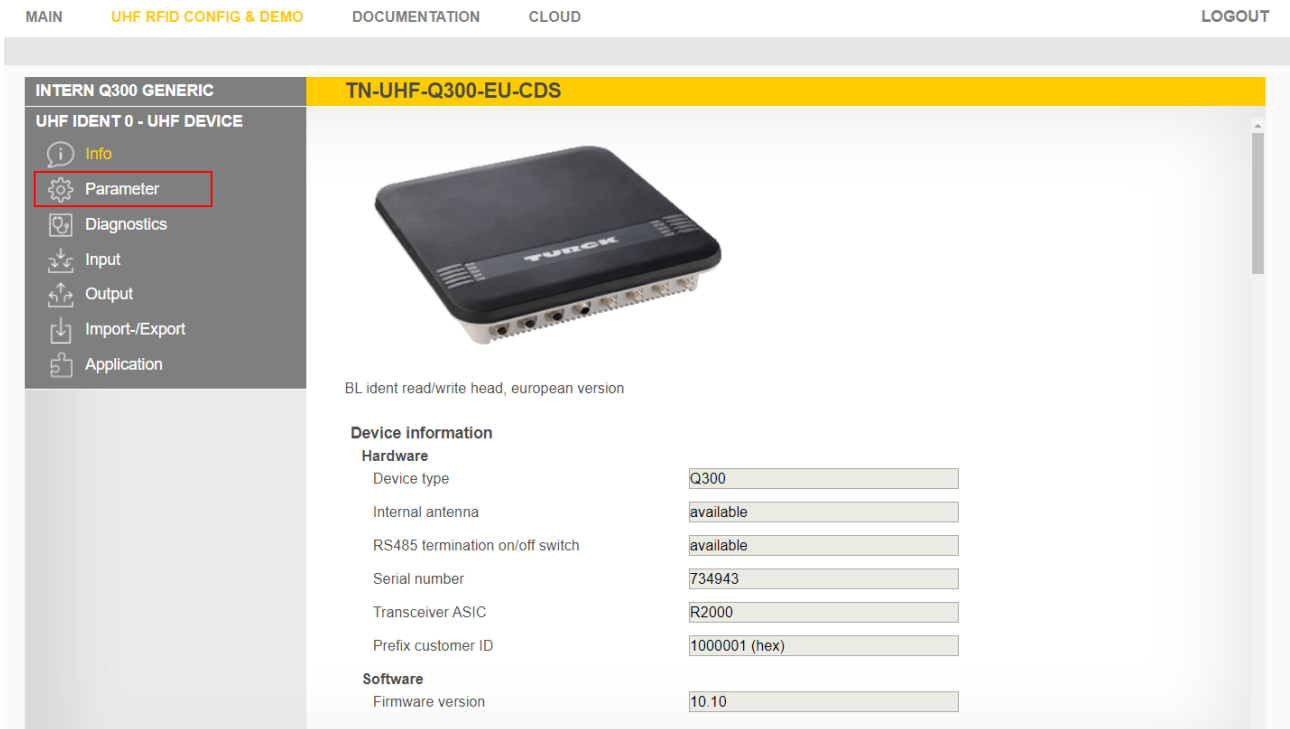 MAIN UHF RFID CONFIG & DEMO DOCUMENTATION CLOUD LOGOUT
INTERN Q300 GENERIC
TN-UHF-Q300-EU-CDS
UHF IDENT 0 - UHF DEVICE
Info
Parameter
Diagnostics
Input
Output
Import-/Export
Application
TURCK
BL ident read/write head, european version
Device information
Hardware
Device type Q300
Internal antenna available
RS485 termination on/off switch available
Serial number 734943
Transceiver ASIC R2000
Prefix customer ID 1000001 (hex)
Software
Firmware version 10.10